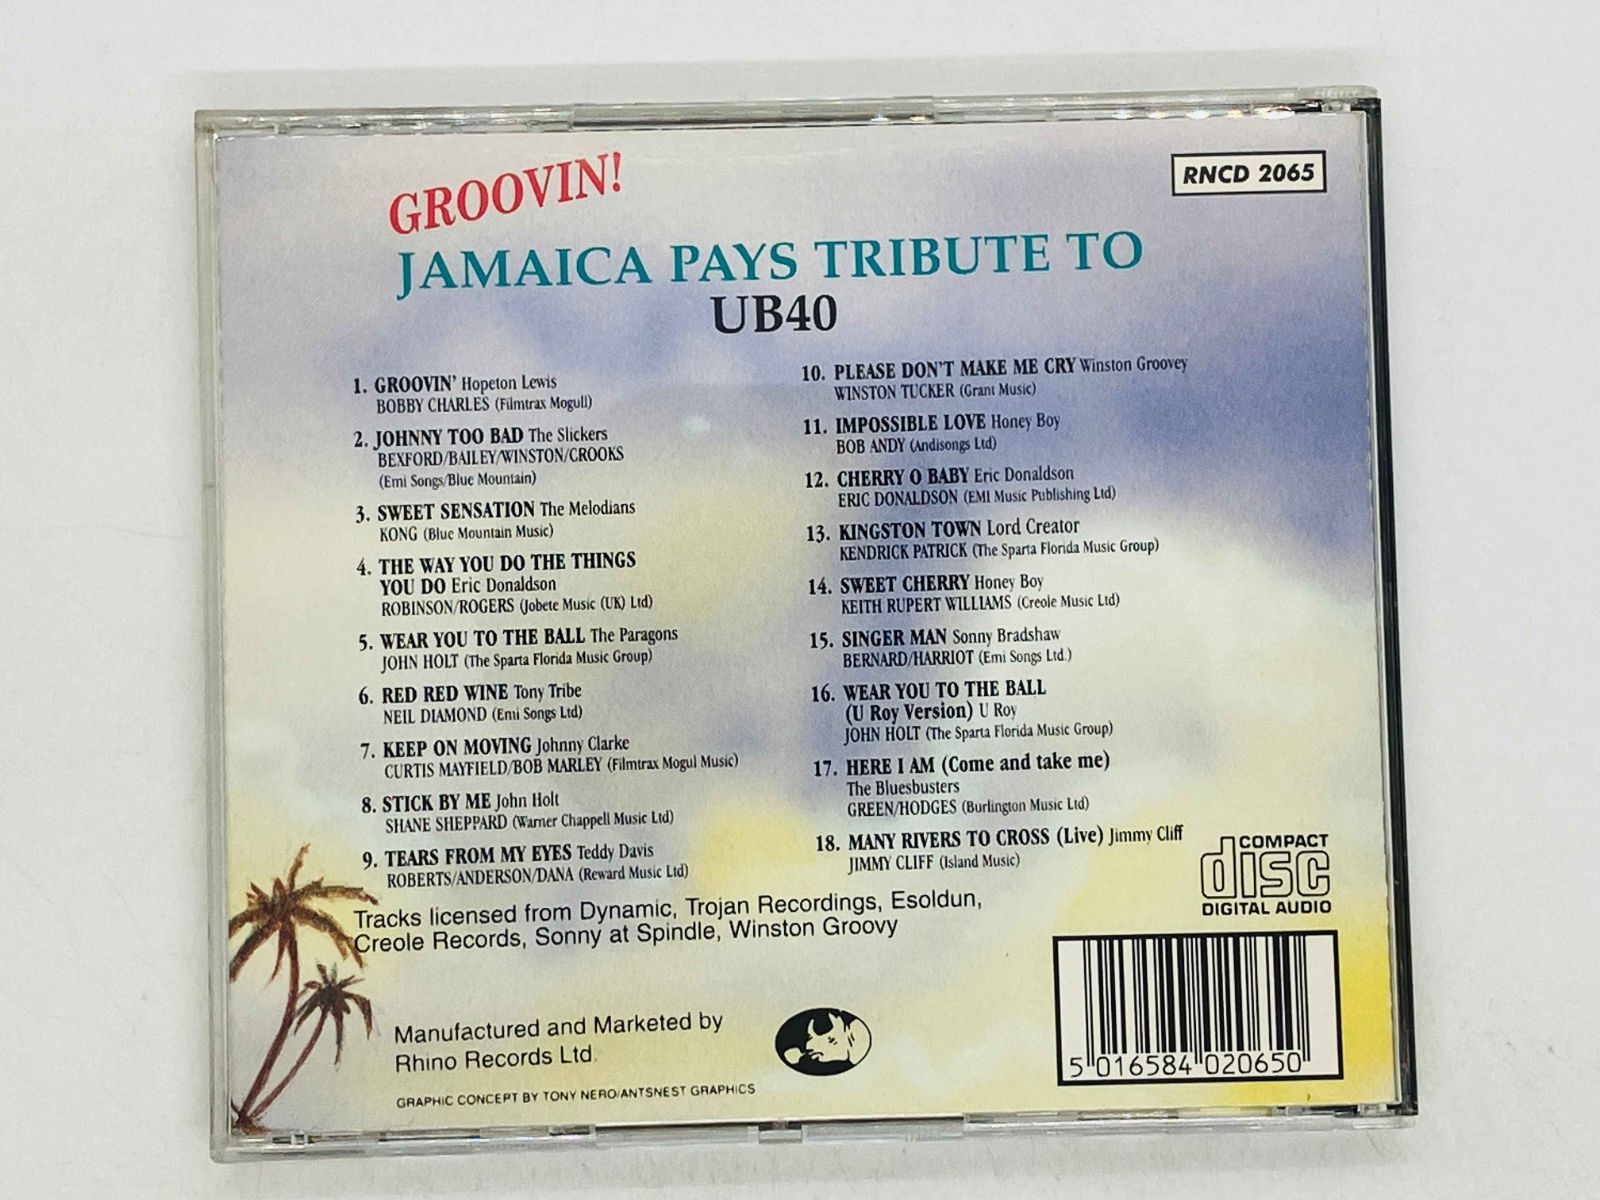 GROOVIN!
RNCD 2065
JAMAICA PAYS TRIBUTE TO
UB40
1. GROOVIN' Hopeton Lewis
BOBBY CHARLES (Filmtrax Mogull)
2. JOHNNY TOO BAD The Slickers
BEXFORD/BAILEY/WINSTON/CROOKS
(Emi Songs/Blue Mountain)
3. SWEET SENSATION The Melodians
KONG (Blue Mountain Music)
4. THE WAY YOU DO THE THINGS
YOU DO Eric Donaldson
ROBINSON/ROGERS (Jobete Music (UK) Ltd)
5. WEAR YOU TO THE BALL The Paragons
JOHN HOLT (The Sparta Florida Music Group)
6. RED RED WINE Tony Tribe
NEIL DIAMOND (Emi Songs Ltd)
7. KEEP ON MOVING Johnny Clarke
CURTIS MAYFIELD/BOB MARLEY (Filmtrax Mogul Music)
8. STICK BY ME John Holt
SHANE SHEPPARD (Warner Chappell Music Ltd)
9. TEARS FROM MY EYES Teddy Davis
ROBERTS/ANDERSON/DANA (Reward Music Ltd)
10. PLEASE DON'T MAKE ME CRY Winston Groovey
WINSTON TUCKER (Grant Music)
11. IMPOSSIBLE LOVE Honey Boy
BOB ANDY (Andisongs Ltd)
12. CHERRY O BABY Eric Donaldson
ERIC DONALDSON (EMI Music Publishing Ltd)
13. KINGSTON TOWN Lord Creator
KENDRICK PATRICK (The Sparta Florida Music Group)
14. SWEET CHERRY Honey Boy
KEITH RUPERT WILLIAMS (Creole Music Ltd)
15. SINGER MAN Sonny Bradshaw
BERNARD/HARRIOT (Emi Songs Ltd.)
16. WEAR YOU TO THE BALL
(U Roy Version) U Roy
JOHN HOLT (The Sparta Florida Music Group)
17. HERE I AM (Come and take me)
The Bluesbusters
GREEN/HODGES (Burlington Music Ltd)
18. MANY RIVERS TO CROSS (Live) Jimmy Cliff
JIMMY CLIFF (Island Music)
COMPACT
disc
DIGITAL AUDIO
Tracks licensed from Dynamic, Trojan Recordings, Esoldun,
Creole Records, Sonny at Spindle, Winston Groovy
Manufactured and Marketed by
Rhino Records Ltd.
GRAPHIC CONCEPT BY TONY NERO/ANTSNEST GRAPHICS
5 016584 020650